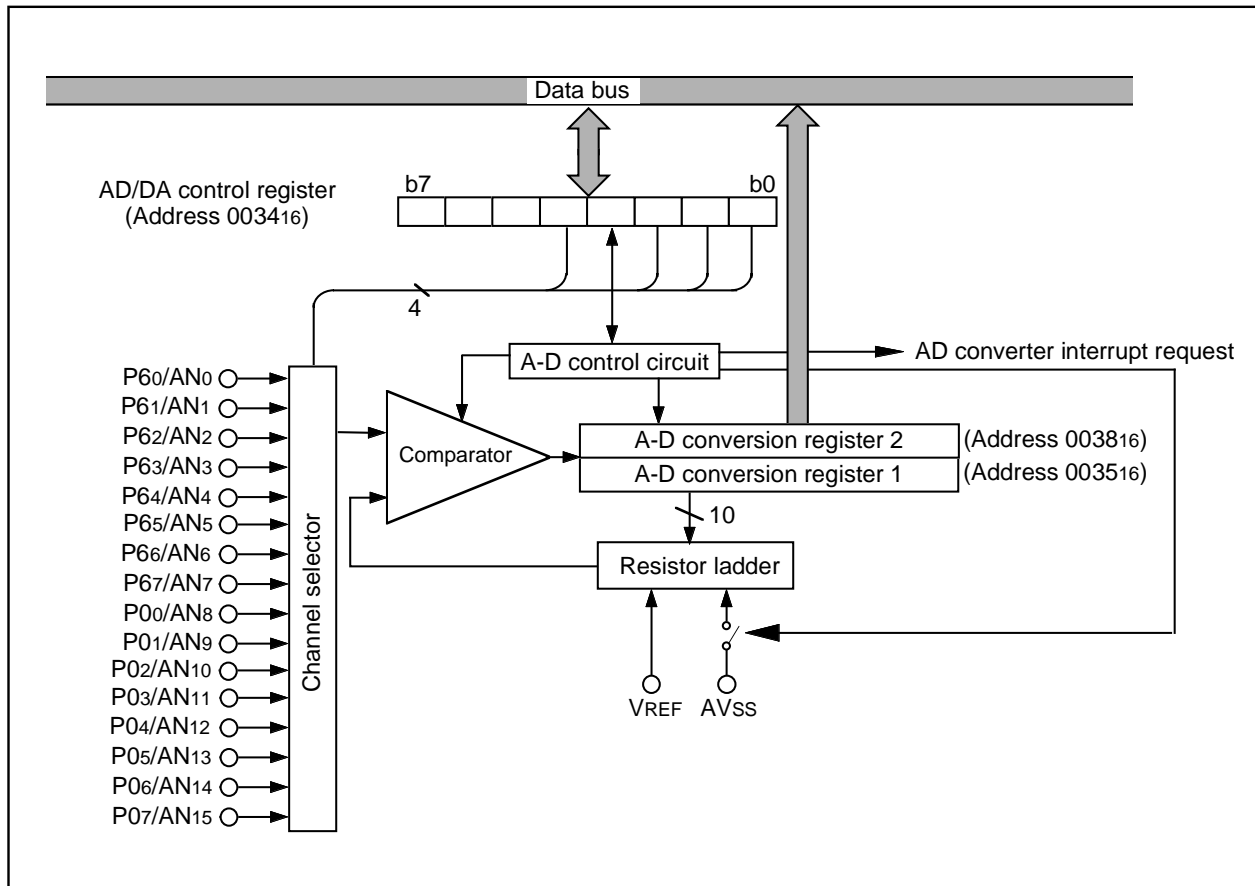 Data bus
AD/DA control register
(Address 003416)
b7
b0
4
A-D control circuit
AD converter interrupt request
P60/AN0
P61/AN1
P62/AN2
P63/AN3
P64/AN4
P65/AN5
P66/AN6
P67/AN7
P00/AN8
P01/AN9
P02/AN10
P03/AN11
P04/AN12
P05/AN13
P06/AN14
P07/AN15
Channel selector
Comparator
A-D conversion register 2
(Address 003816)
A-D conversion register 1
(Address 003516)
10
Resistor ladder
VREF
AVSS